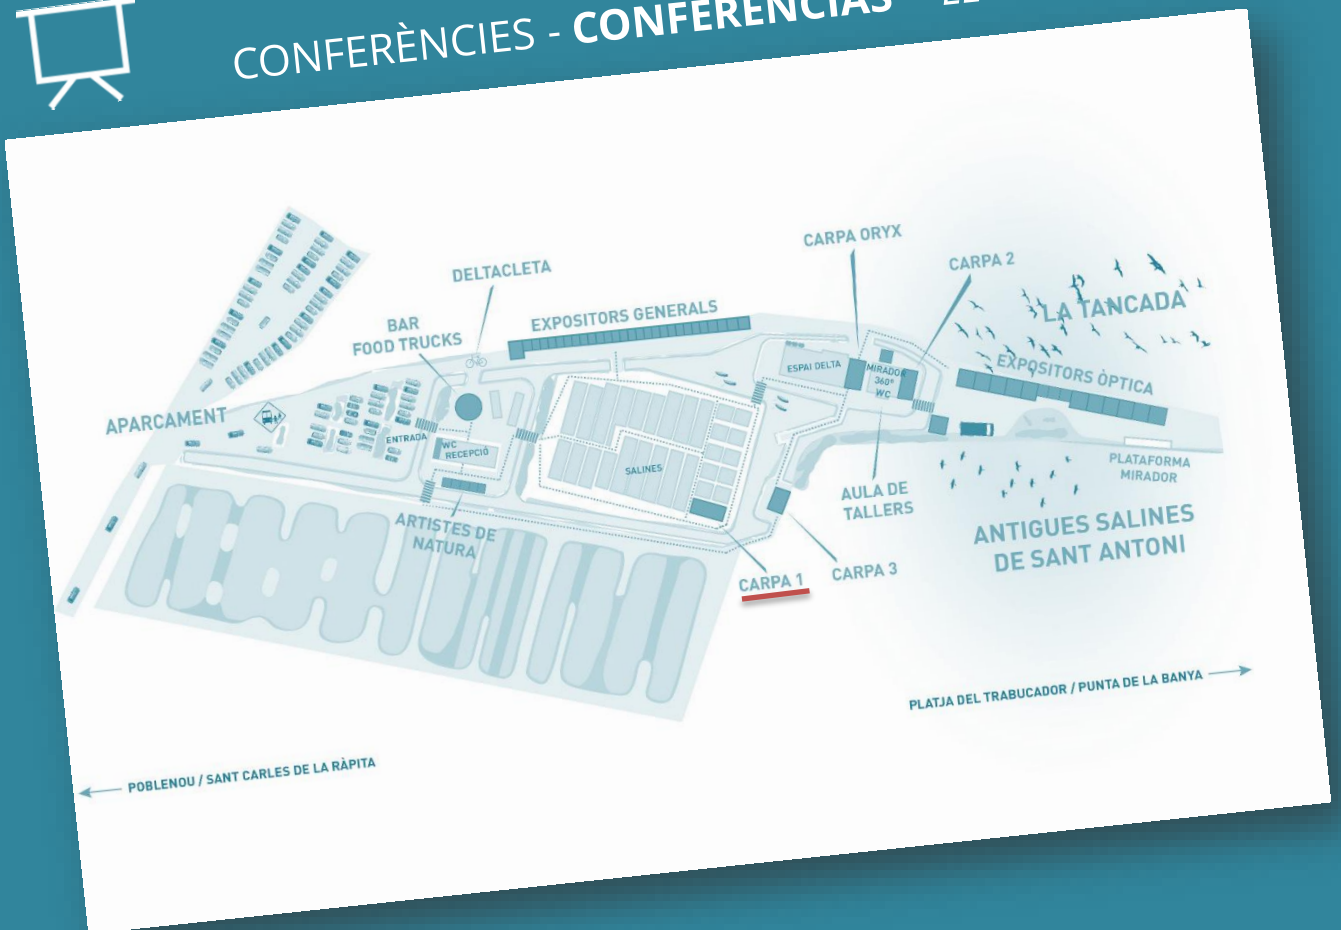 CONFERÈNCIES - CONFERENCIAS
CARPA ORYX
CARPA 2
DELTACLETA
LA TANCADA
EXPOSITORS GENERALS
BAR
FOOD TRUCKS
ESPAI DELTA
MIRADOR
360º
WC
EXPOSITORS ÒPTICA
APARCAMENT
ENTRADA
WC
RECEPCIÓ
SALINES
PLATAFORMA
MIRADOR
AULA DE
TALLERS
ARTISTES DE
NATURA
ANTIGUES SALINES
DE SANT ANTONI
CARPA 1
CARPA 3
PLATJA DEL TRABUCADOR / PUNTA DE LA BANYA
POBLENOU / SANT CARLES DE LA RÀPITA